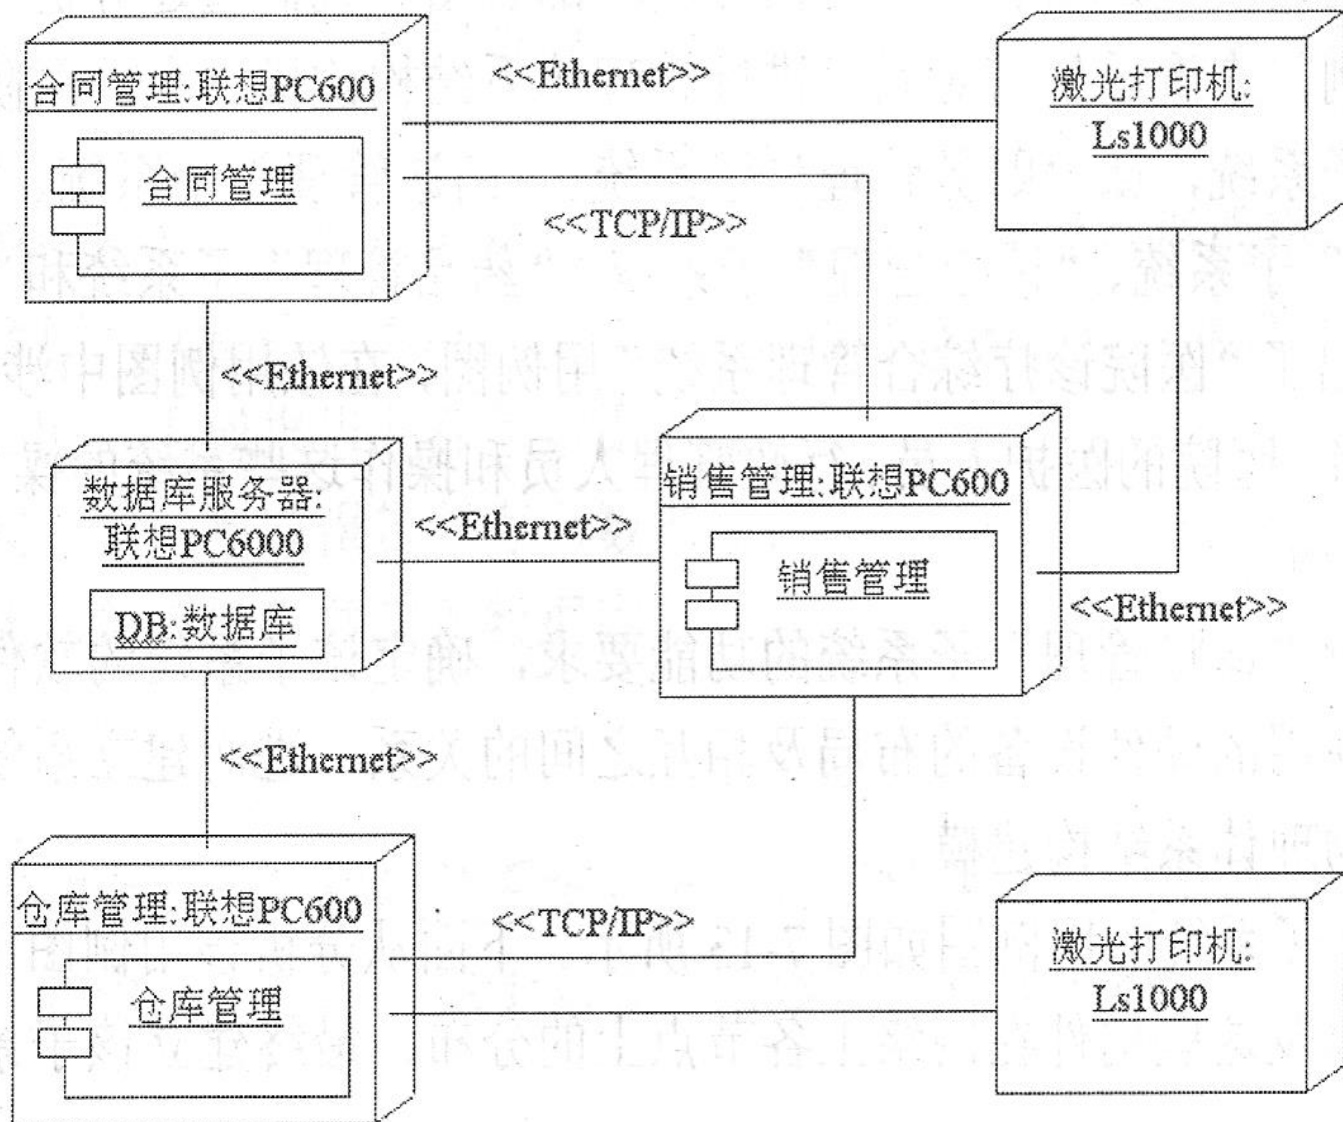 合同管理:联想PC600
合同管理
<<Ethernet>>
激光打印机:
Ls1000
<<TCP/IP>>
<<Ethernet>>
数据库服务器:
联想PC6000
DB:数据库
<<Ethernet>>
销售管理:联想PC600
销售管理
<<Ethernet>>
<<Ethernet>>
仓库管理:联想PC600
仓库管理
<<TCP/IP>>
激光打印机:
Ls1000